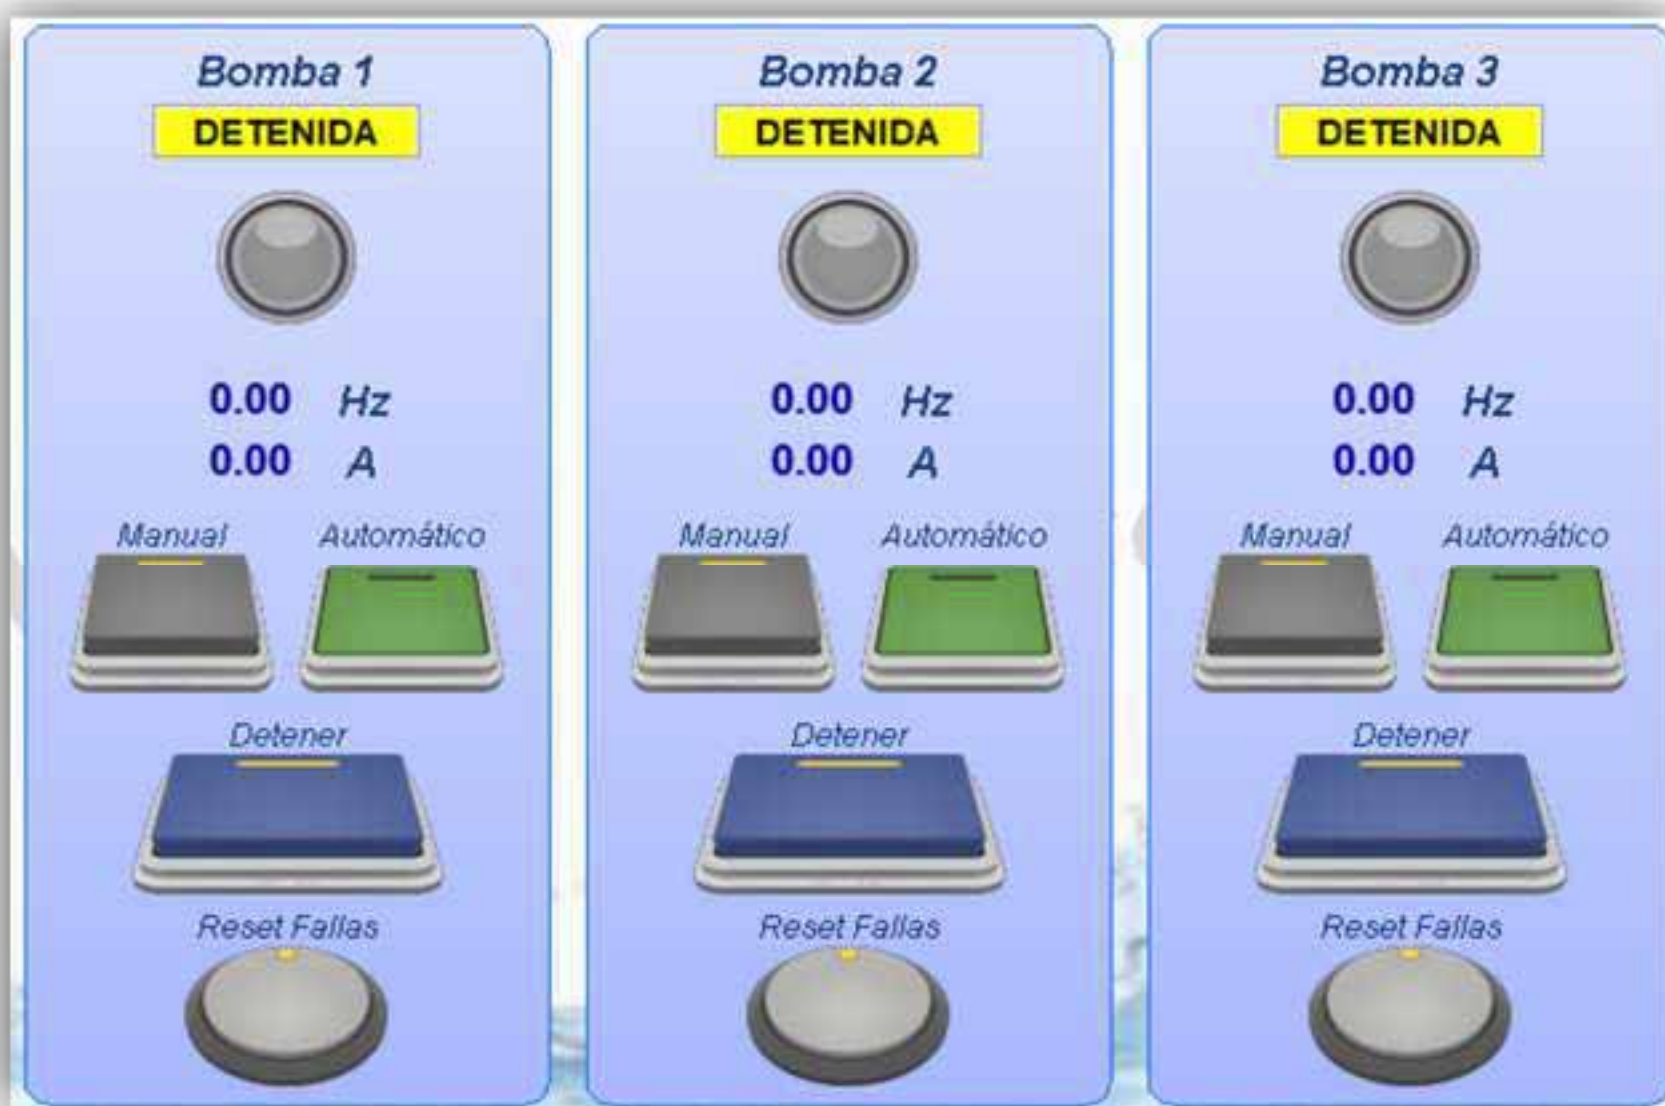 Bomba 1
DETENIDA
0.00 Hz
0.00 A
Manual Automático
Detener
Reset Fallas
Bomba 2
DETENIDA
0.00 Hz
0.00 A
Manual Automático
Detener
Reset Fallas
Bomba 3
DETENIDA
0.00 Hz
0.00 A
Manual Automático
Detener
Reset Fallas